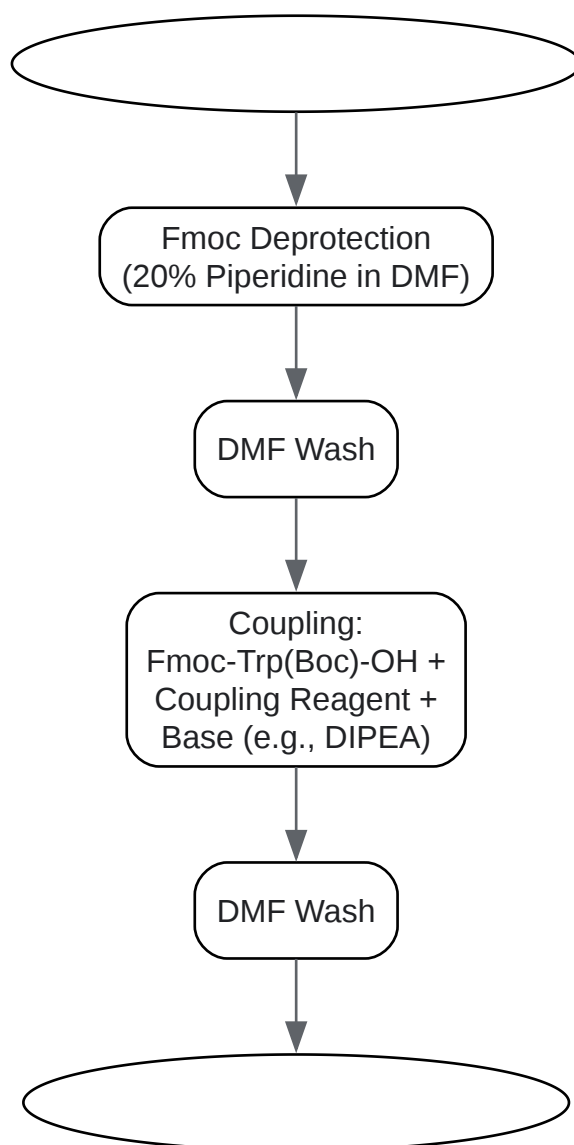 Fmoc Deprotection
(20% Piperidine in DMF)
DMF Wash
Coupling:
Fmoc-Trp(Boc)-OH +
Coupling Reagent +
Base (e.g., DIPEA)
DMF Wash